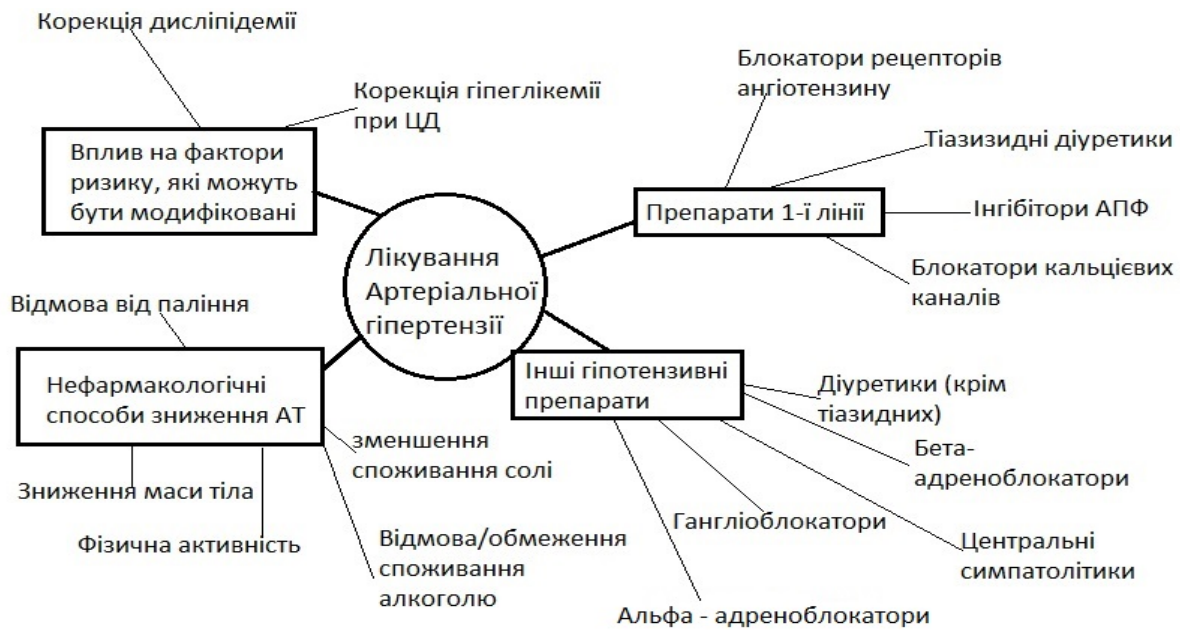 Корекція дисліпідемії
Корекція гіпеглікемії
при ЦД
Вплив на фактори
ризику, які можуть
бути модифіковані
Блокатори рецепторів
ангіотензину
Тіазизидні діуретики
Препарати 1-ї лінії
Інгібітори АПФ
Блокатори кальцієвих
каналів
Лікування
Артеріальної
гіпертензії
Відмова від паління
Нефармакологічні
способи зниження АТ
зменшення
споживання солі
Зниження маси тіла
Фізична активність
Відмова/обмеження
споживання
алкоголю
Інші гіпотензивні
препарати
Діуретики (крім
тіазидних)
Бета-
адреноблокатори
Гангліоблокатори
Центральні
симпатолітики
Альфа - адреноблокатори